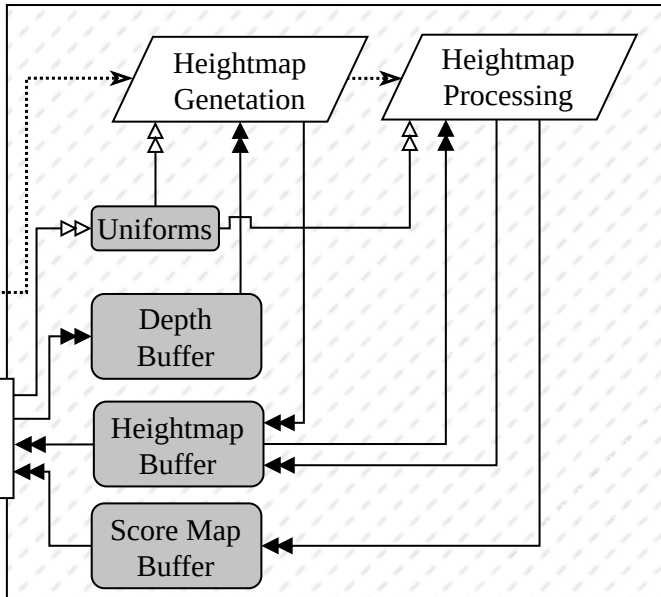 Heightmap
Genetation
Heightmap
Processing
Uniforms
Depth
Buffer
Heightmap
Buffer
Score Map
Buffer